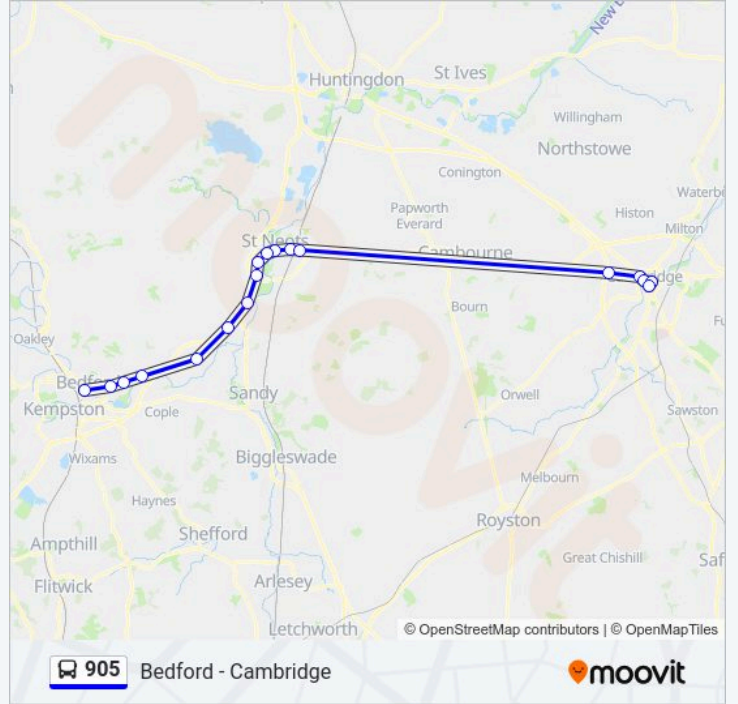 New
Huntingdon
St Ives
Willingham
Northstowe
Conington
Papworth
Everard
Histon
Milton
St Neots
Cambourne
Bourn
Oakley
Kempston
Cople
Sandy
Orwell
Sawston
Wixams
Biggleswade
Haynes
Melbourn
Shefford
Royston
Ampthill
Great Chishill
Flitwick
Arlesey
Letchworth
© OpenStreetMap contributors | © OpenMapTiles
905 Bedford - Cambridge
moovit